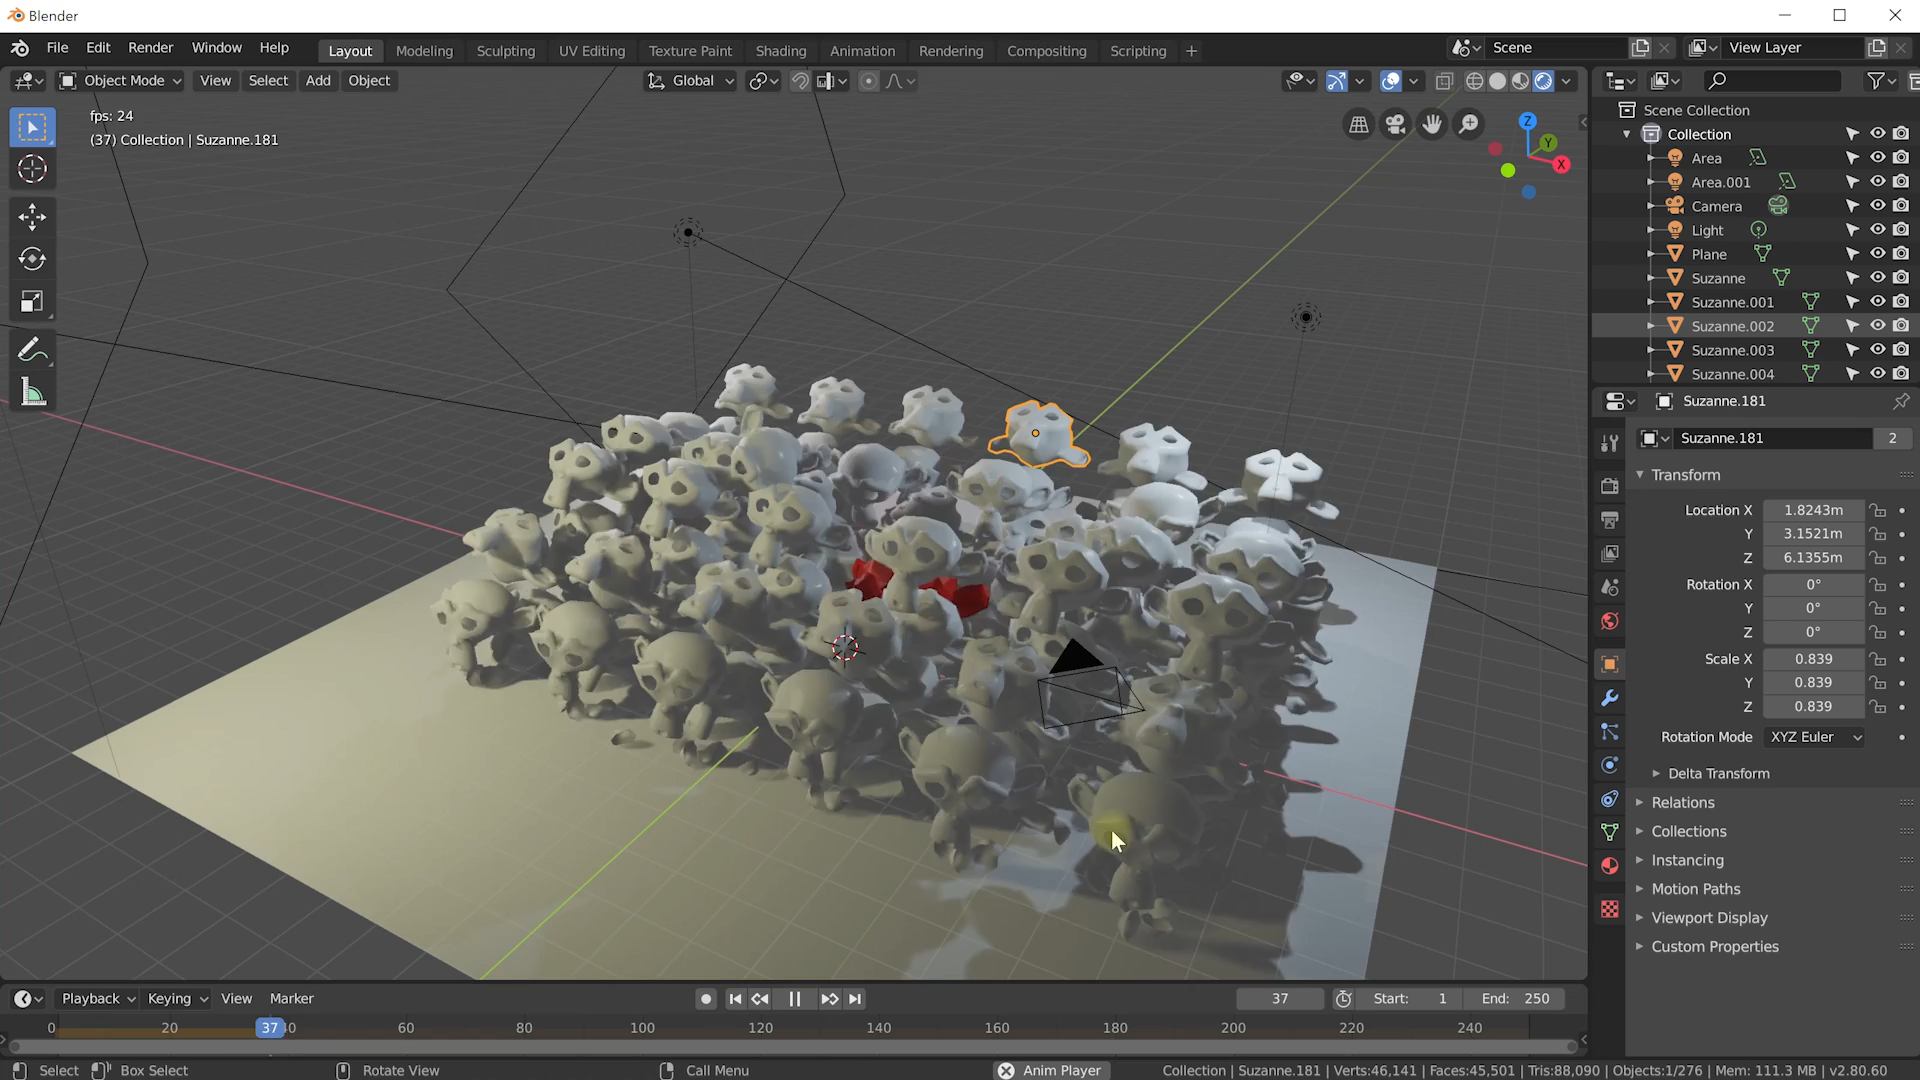 Blender
File Edit Render Window Help Layout Modeling Sculpting UV Editing Texture Paint Shading Animation Rendering Compositing Scripting + Scene View Layer
Object Mode View Select Add Object Global
fps: 24
(37) Collection | Suzanne.181
Z
Y
X
Scene Collection
Collection
Area
Area.001
Camera
Light
Plane
Suzanne
Suzanne.001
Suzanne.002
Suzanne.003
Suzanne.004
Suzanne.181
Suzanne.181 2
Transform
Location X 1.8243m
Y 3.1521m
Z 6.1355m
Rotation X 0°
Y 0°
Z 0°
Scale X 0.839
Y 0.839
Z 0.839
Rotation Mode XYZ Euler
Delta Transform
Relations
Collections
Instancing
Motion Paths
Viewport Display
Custom Properties
Playback Keying View Marker 37 Start: 1 End: 250
0 20 37 60 80 100 120 140 160 180 200 220 240
Select Box Select Rotate View Call Menu Anim Player Collection | Suzanne.181 | Verts:46,141 | Faces:45,501 | Tris:88,090 | Objects:1/276 | Mem: 111.3 MB | v2.80.60